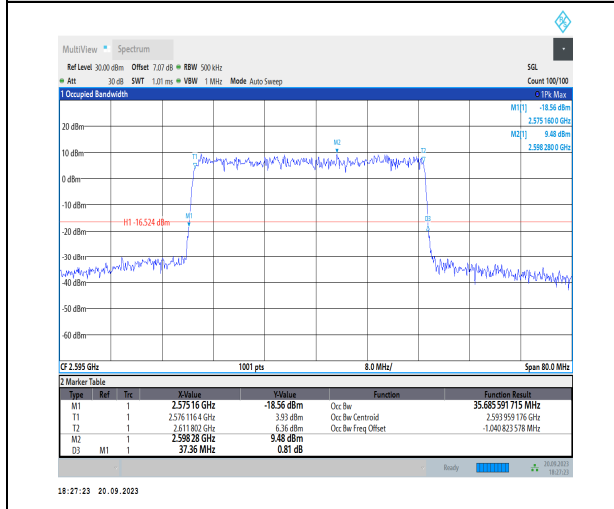 MultiView Spectrum
Ref Level 30.00 dBm Offset 7.07 dB RBW 500 kHz SGL
Att 30 dB SWT 1.01 ms VBW 1 MHz Mode Auto Sweep Count 100/100
1 Occupied Bandwidth 1Pk Max
M1[1] -18.56 dBm
2.575 160 0 GHz
M2[1] 9.48 dBm
2.598 280 0 GHz
20 dBm
M2
T1 T2
10 dBm
0 dBm
-10 dBm
M1 D3
H1 -16.524 dBm
-20 dBm
-30 dBm
-40 dBm
-50 dBm
-60 dBm
CF 2.595 GHz 1001 pts 8.0 MHz/ Span 80.0 MHz
2 Marker Table
Type Ref Trc X-Value Y-Value Function Function Result
M1 1 2.575 16 GHz -18.56 dBm Occ Bw 35.685 591 715 MHz
T1 1 2.576 116 4 GHz 3.93 dBm Occ Bw Centroid 2.593 959 176 GHz
T2 1 2.611 802 GHz 6.36 dBm Occ Bw Freq Offset -1.040 823 578 MHz
M2 1 2.598 28 GHz 9.48 dBm
D3 M1 1 37.36 MHz 0.81 dB
Ready 20.09.2023
18:27:23
18:27:23 20.09.2023